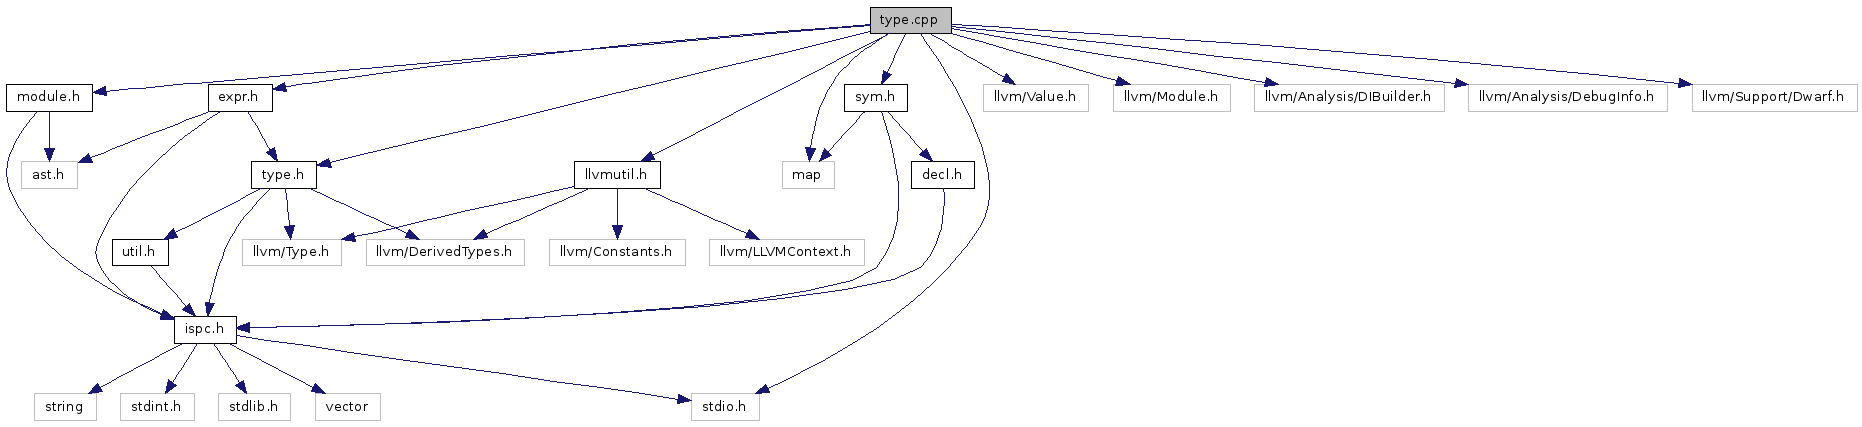 type.cpp
module.h
expr.h
sym.h
llvm/Value.h
llvm/Module.h
llvm/Analysis/DIBuilder.h
llvm/Analysis/DebugInfo.h
llvm/Support/Dwarf.h
ast.h
type.h
llvmutil.h
map
decl.h
util.h
llvm/Type.h
llvm/DerivedTypes.h
llvm/Constants.h
llvm/LLVMContext.h
ispc.h
string
stdint.h
stdlib.h
vector
stdio.h